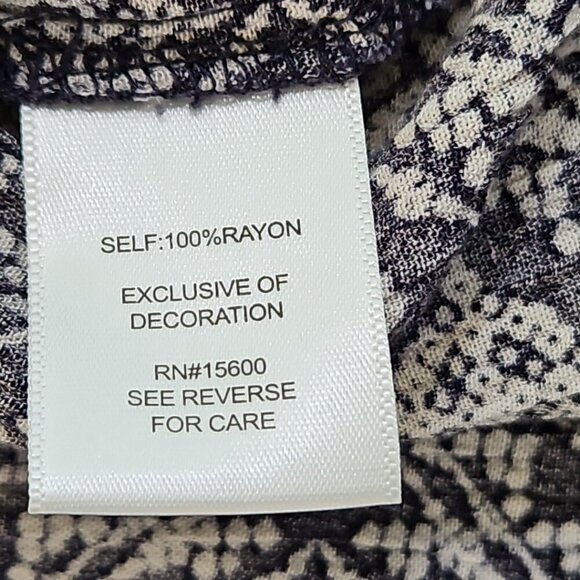 SELF:100%RAYON
EXCLUSIVE OF
DECORATION
RN#15600
SEE REVERSE
FOR CARE